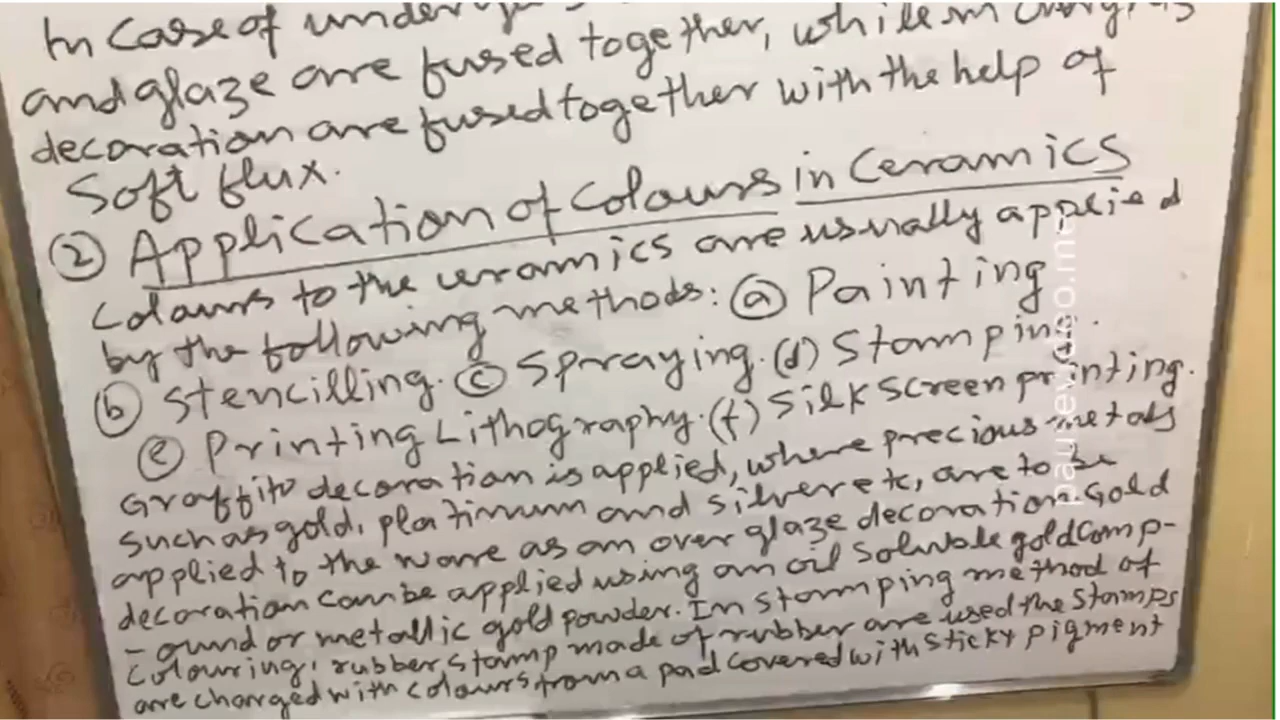 In case of under
and glaze are fused together, while in
decoration are fused together with the help of
Soft flux.
② Application of Colours in Ceramics
Colours to the ceramics are usually applied
by the following methods: ⓐ Painting
ⓑ Stencilling. ⓒ Spraying. (d) Stamping.
ⓔ Printing Lithography. (f) Silk Screen printing.
Graffito decoration is applied, where precious metals
such as gold, platinum and silver etc, are to be
applied to the ware as an over glaze decoration. Gold
decoration can be applied using an oil soluble gold comp-
-ound or metallic gold powder. In stamping method of
colouring, rubber stamp made of rubber are used the stamps
are charged with colours from a pad covered with sticky pigment